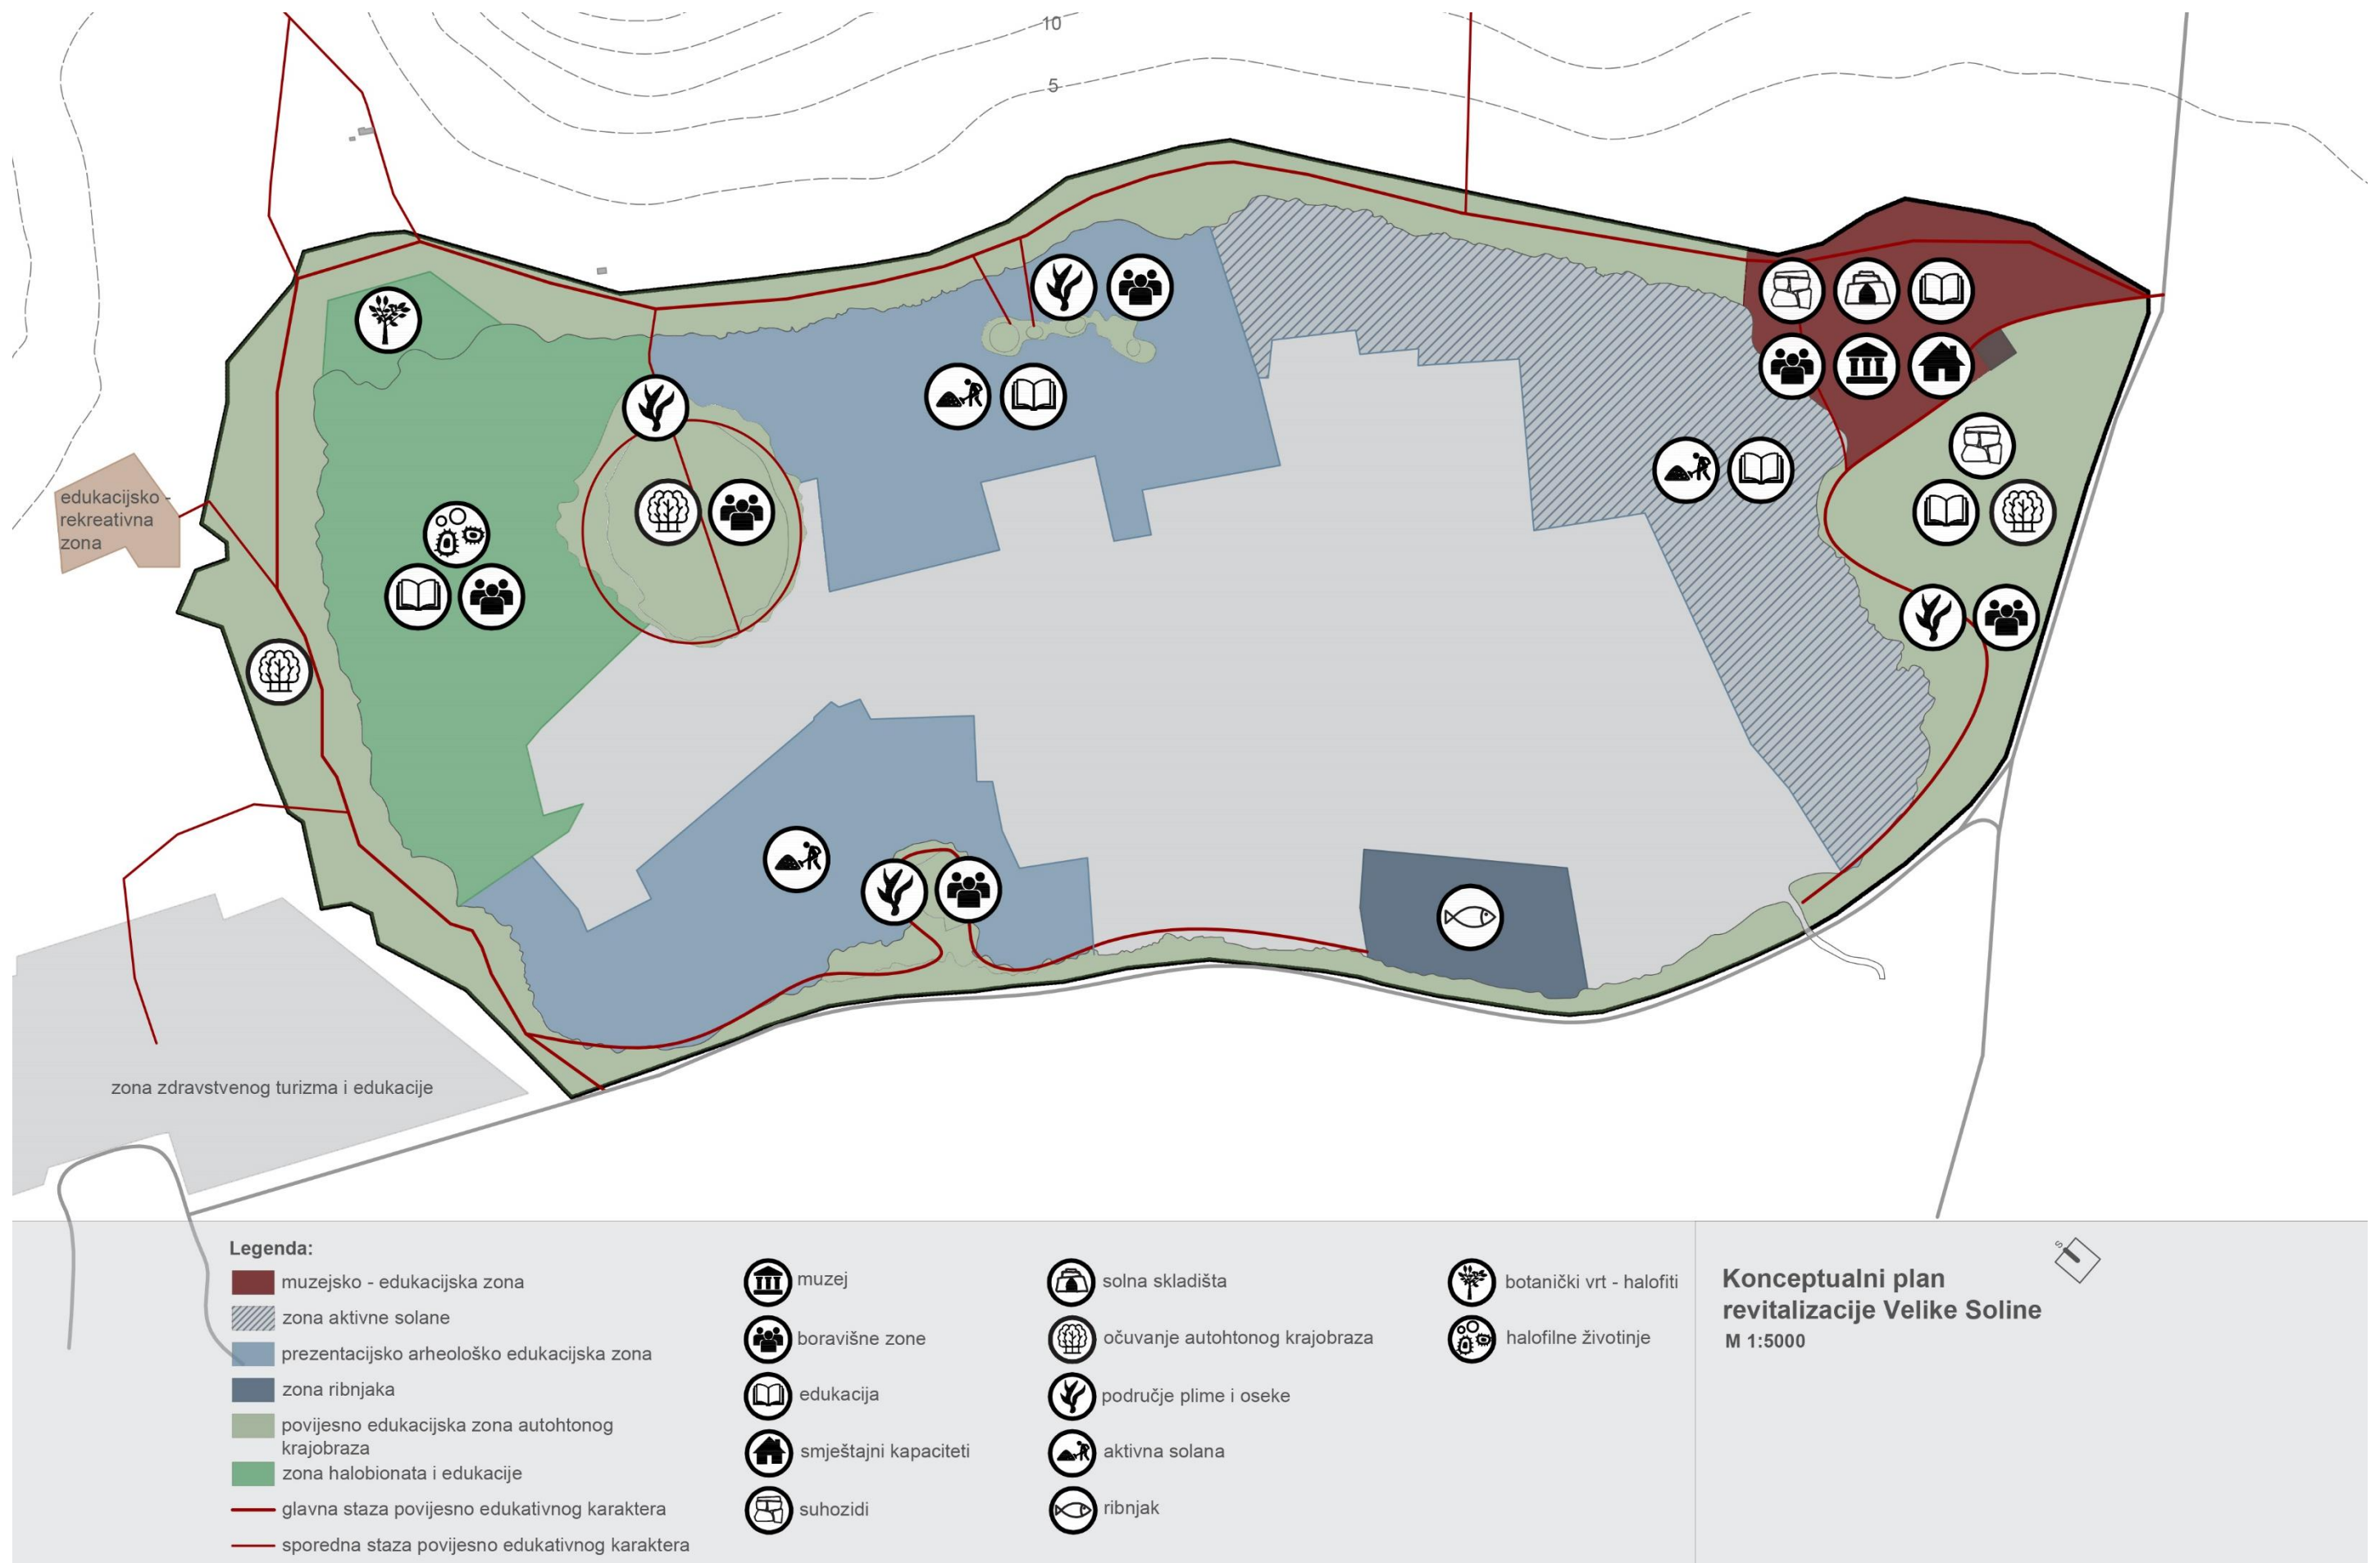 10
5
edukacijsko -
rekreativna
zona
zona zdravstvenog turizma i edukacije
Legenda:
muzejsko - edukacijska zona
zona aktivne solane
prezentacijsko arheološko edukacijska zona
zona ribnjaka
povijesno edukacijska zona autohtonog
krajobraza
zona halobionata i edukacije
glavna staza povijesno edukativnog karaktera
sporedna staza povijesno edukativnog karaktera
muzej
boravišne zone
edukacija
smještajni kapaciteti
suhozidi
solna skladišta
očuvanje autohtonog krajobraza
područje plime i oseke
aktivna solana
ribnjak
botanički vrt - halofiti
halofilne životinje
Konceptualni plan
revitalizacije Velike Soline
M 1:5000
S